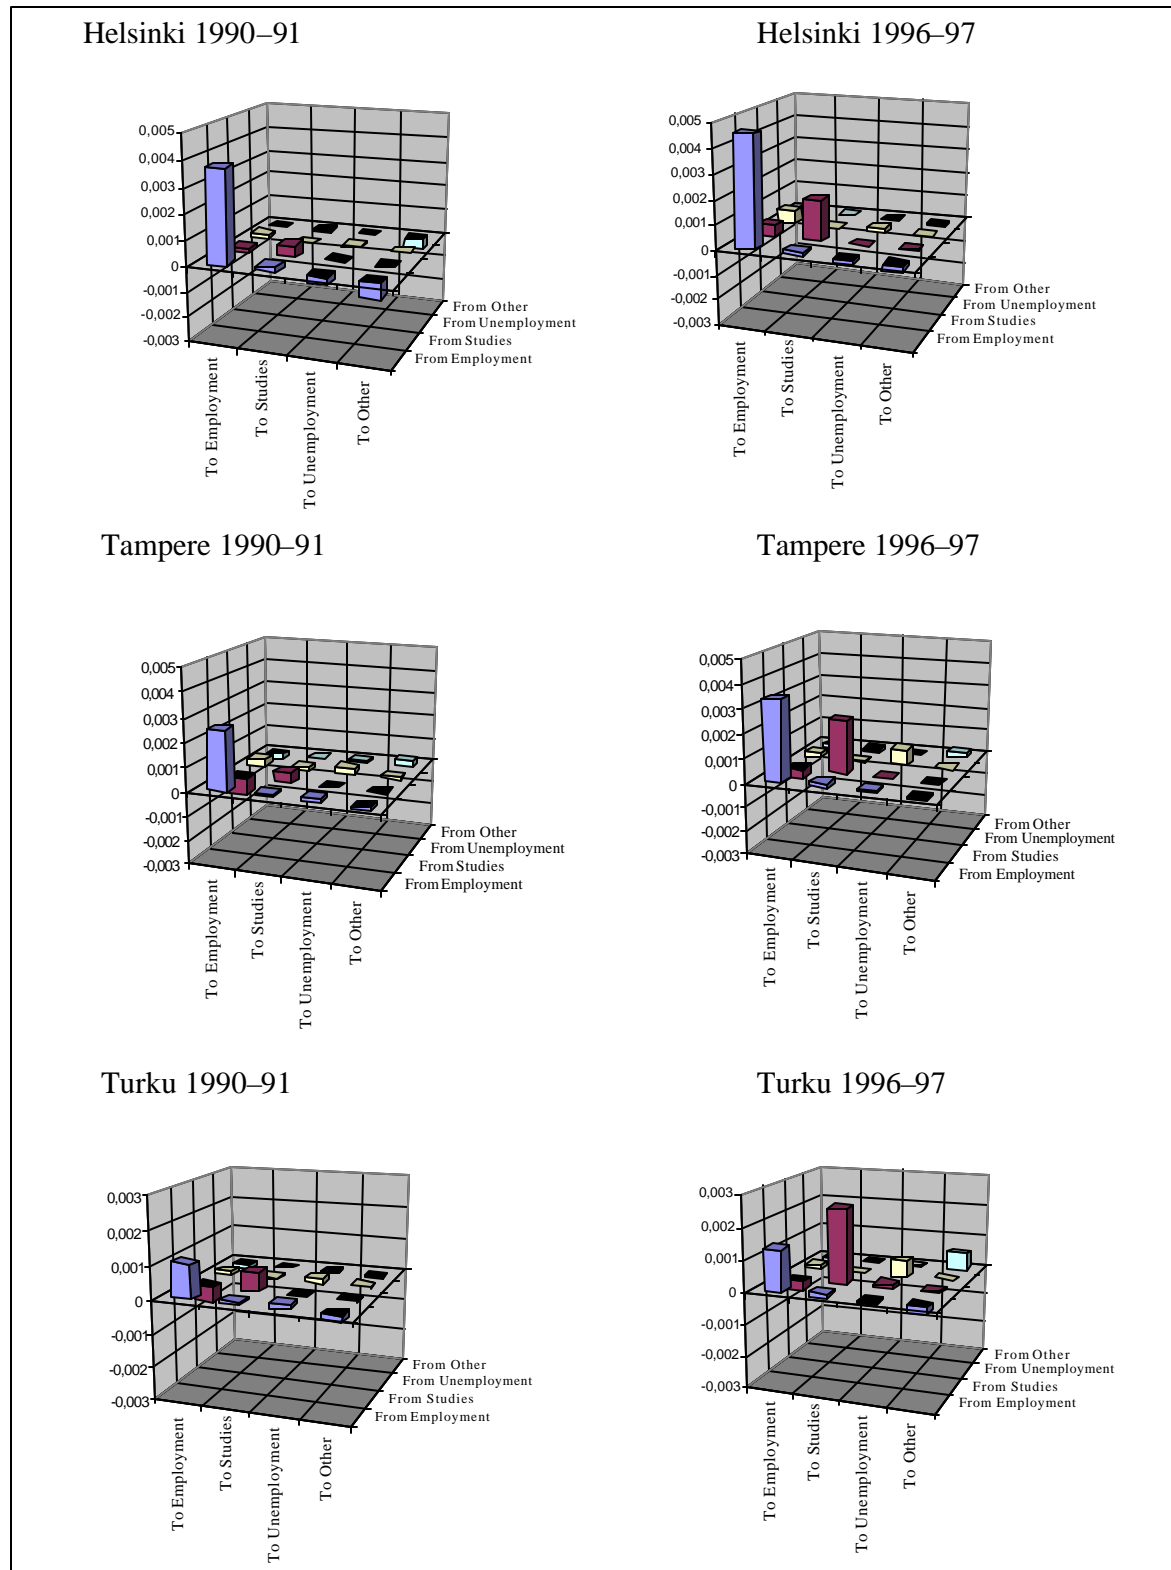 Helsinki 1990–91
0,005
0,004
0,003
0,002
0,001
0
-0,001
-0,002
-0,003
From Other
From Unemployment
From Studies
From Employment
To Employment
To Studies
To Unemployment
To Other
Helsinki 1996–97
0,005
0,004
0,003
0,002
0,001
0
-0,001
-0,002
-0,003
From Other
From Unemployment
From Studies
From Employment
To Employment
To Studies
To Unemployment
To Other
Tampere 1990–91
0,005
0,004
0,003
0,002
0,001
0
-0,001
-0,002
-0,003
From Other
From Unemployment
From Studies
From Employment
To Employment
To Studies
To Unemployment
To Other
Tampere 1996–97
0,005
0,004
0,003
0,002
0,001
0
-0,001
-0,002
-0,003
From Other
From Unemployment
From Studies
From Employment
To Employment
To Studies
To Unemployment
To Other
Turku 1990–91
0,003
0,002
0,001
0
-0,001
-0,002
-0,003
From Other
From Unemployment
From Studies
From Employment
To Employment
To Studies
To Unemployment
To Other
Turku 1996–97
0,003
0,002
0,001
0
-0,001
-0,002
-0,003
From Other
From Unemployment
From Studies
From Employment
To Employment
To Studies
To Unemployment
To Other